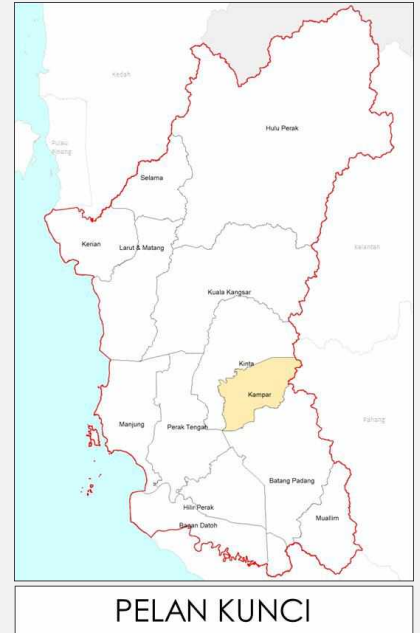 Kedah
Hulu Perak
Pulau
Pinang
Selama
Kerian
Larut & Matang
Kelantan
Kuala Kangsar
Kinta
Kampar
Manjung
Perak Tengah
Pahang
Batang Padang
Hilir Perak
Muallim
Bagan Datoh
PELAN KUNCI